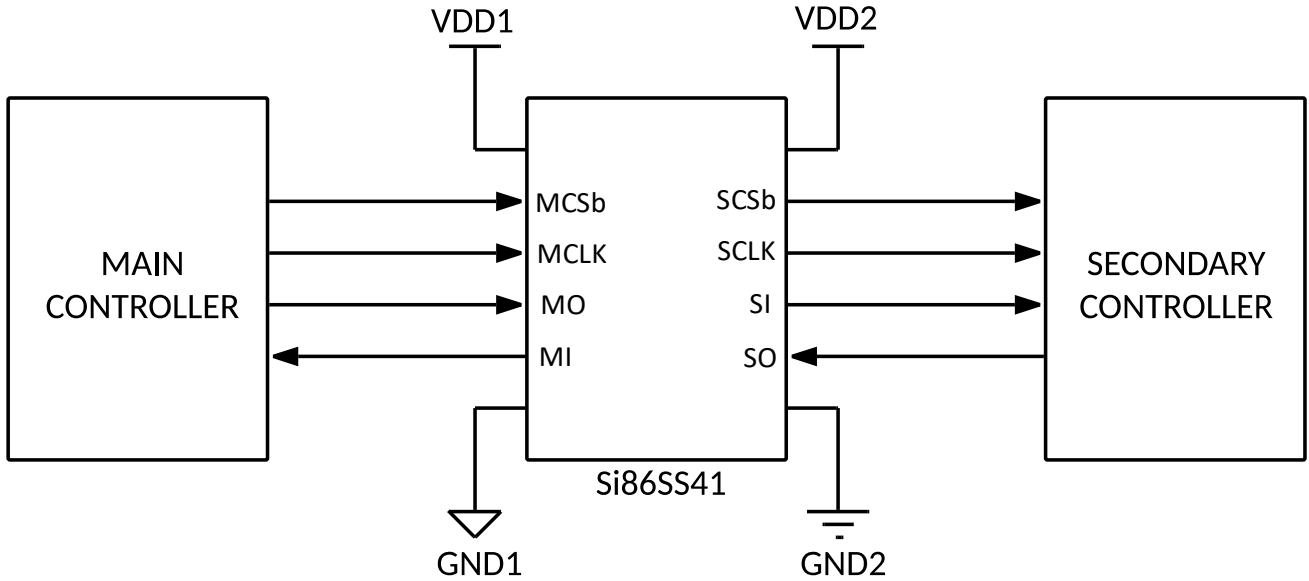 VDD1
VDD2
MAIN
CONTROLLER
MCSb
MCLK
MO
MI
SCSb
SCLK
SI
SO
SECONDARY
CONTROLLER
Si86SS41
GND1
GND2